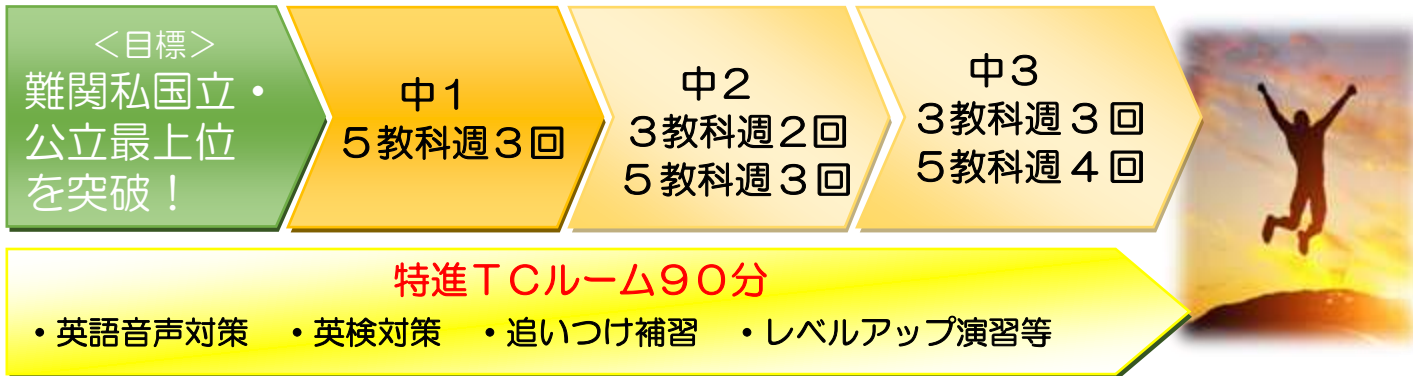 ＜目標＞
難関私国立・
公立最上位
を突破！
中１
５教科週３回
中２
３教科週２回
５教科週３回
中３
３教科週３回
５教科週４回
特進ＴＣルーム９０分
・英語音声対策　・英検対策　・追いつけ補習　・レベルアップ演習等